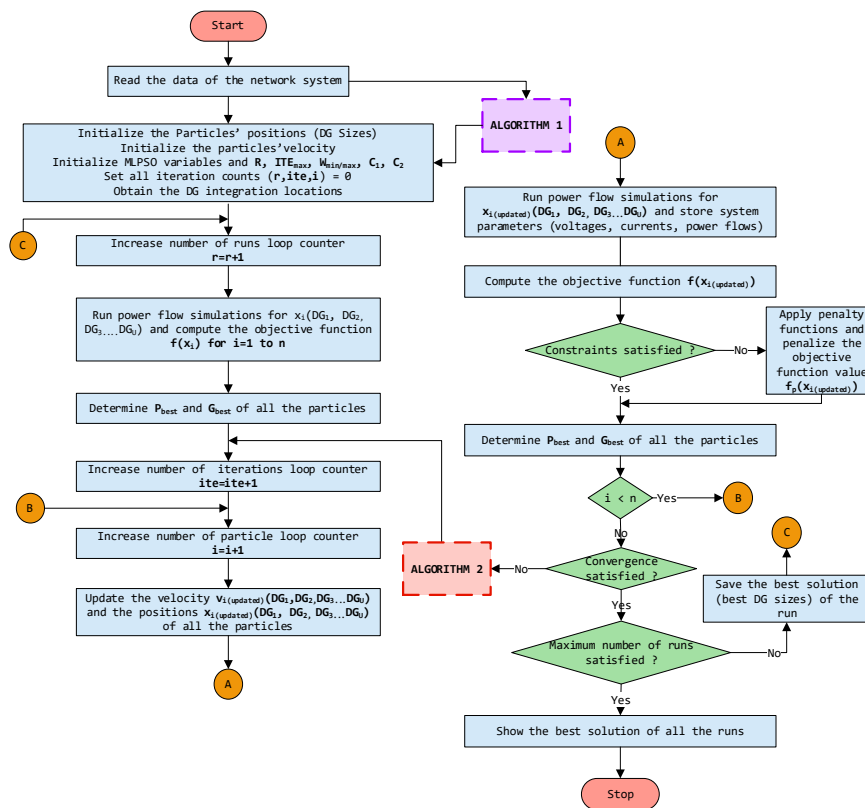 Start
Read the data of the network system
ALGORITHM 1
Initialize the Particles’ positions (DG Sizes)
Initialize the particles’velocity
Initialize MLPSO variables and R, ITEmax, Wmin/max, C1, C2
Set all iteration counts (r,ite,i) = 0
Obtain the DG integration locations
C
Increase number of runs loop counter
r=r+1
Run power flow simulations for xi(DG1, DG2,
DG3....DGU) and compute the objective function
f(xi) for i=1 to n
Determine Pbest and Gbest of all the particles
Increase number of iterations loop counter
ite=ite+1
B
Increase number of particle loop counter
i=i+1
Update the velocity vi(updated)(DG1,DG2,DG3...DGU)
and the positions xi(updated)(DG1, DG2, DG3...DGU)
of all the particles
A
A
Run power flow simulations for
xi(updated)(DG1, DG2, DG3...DGU) and store system
parameters (voltages, currents, power flows)
Compute the objective function f(xi(updated))
Constraints satisfied ?
No
Apply penalty
functions and
penalize the
objective
function value
fp(xi(updated))
Yes
Determine Pbest and Gbest of all the particles
i < n
Yes
B
No
Convergence
satisfied ?
No
ALGORITHM 2
Yes
Maximum number of runs
satisfied ?
No
Save the best solution
(best DG sizes) of the
run
C
Yes
Show the best solution of all the runs
Stop